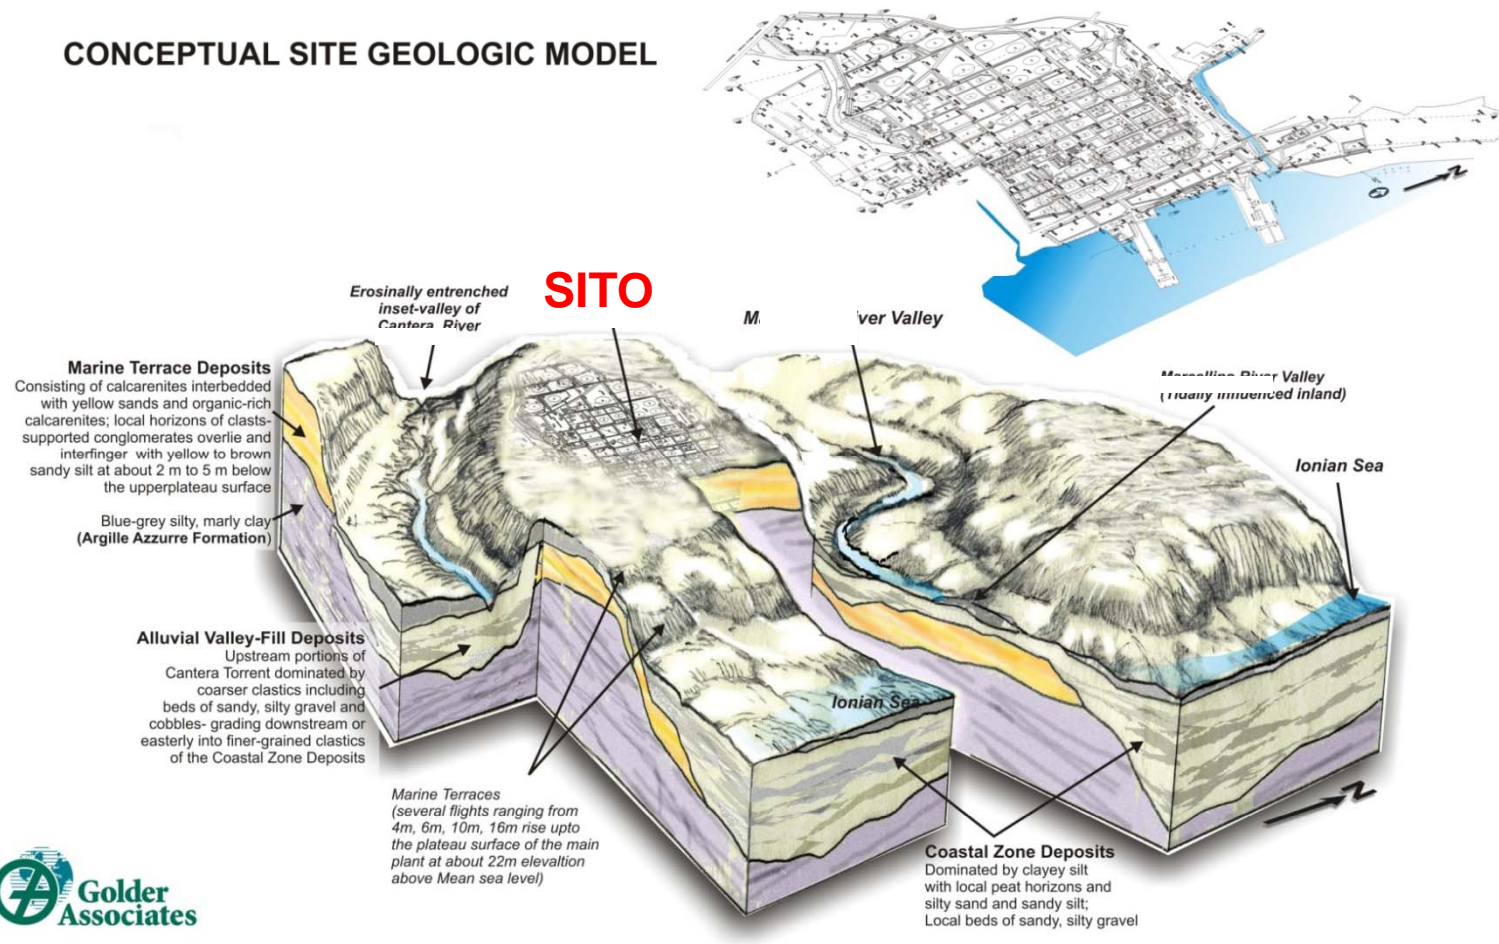 CONCEPTUAL SITE GEOLOGIC MODEL
N
Erosinally entrenched
inset-valley of
Cantera River
SITO
River Valley
Marine Terrace Deposits
Consisting of calcarenites interbedded
with yellow sands and organic-rich
calcarenites; local horizons of clasts-
supported conglomerates overlie and
interfinger with yellow to brown
sandy silt at about 2 m to 5 m below
the upperplateau surface
Blue-grey silty, marly clay
(Argille Azzurre Formation)
Marcellino River Valley
(Tidally influenced inland)
Ionian Sea
Alluvial Valley-Fill Deposits
Upstream portions of
Cantera Torrent dominated by
coarser clastics including
beds of sandy, silty gravel and
cobbles- grading downstream or
easterly into finer-grained clastics
of the Coastal Zone Deposits
Ionian Sea
Marine Terraces
(several flights ranging from
4m, 6m, 10m, 16m rise upto
the plateau surface of the main
plant at about 22m elevaltion
above Mean sea level)
N
Coastal Zone Deposits
Dominated by clayey silt
with local peat horizons and
silty sand and sandy silt;
Local beds of sandy, silty gravel
Golder
Associates